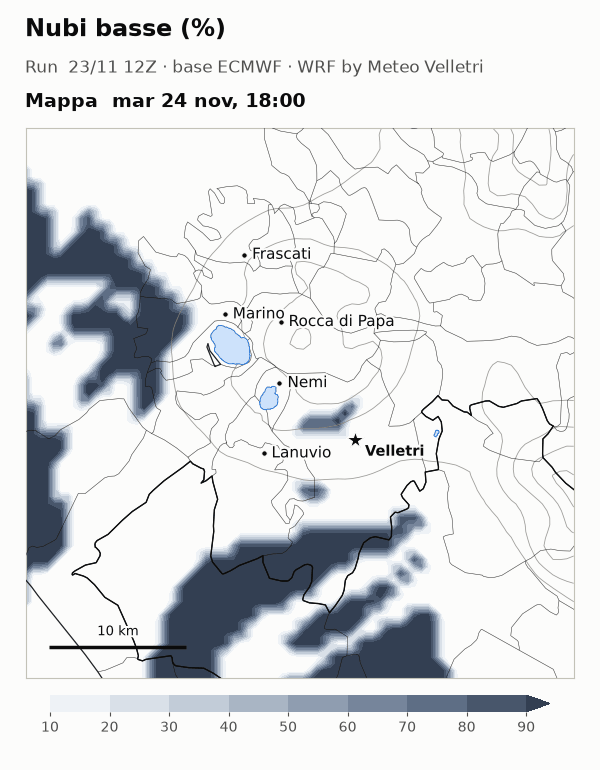 Nubi basse (%)
Run  23/11 12Z · base ECMWF · WRF by Meteo Velletri
Mappa  mar 24 nov, 18:00
Frascati
Marino
Rocca di Papa
Nemi
Velletri
Lanuvio
10 km
10 20 30 40 50 60 70 80 90